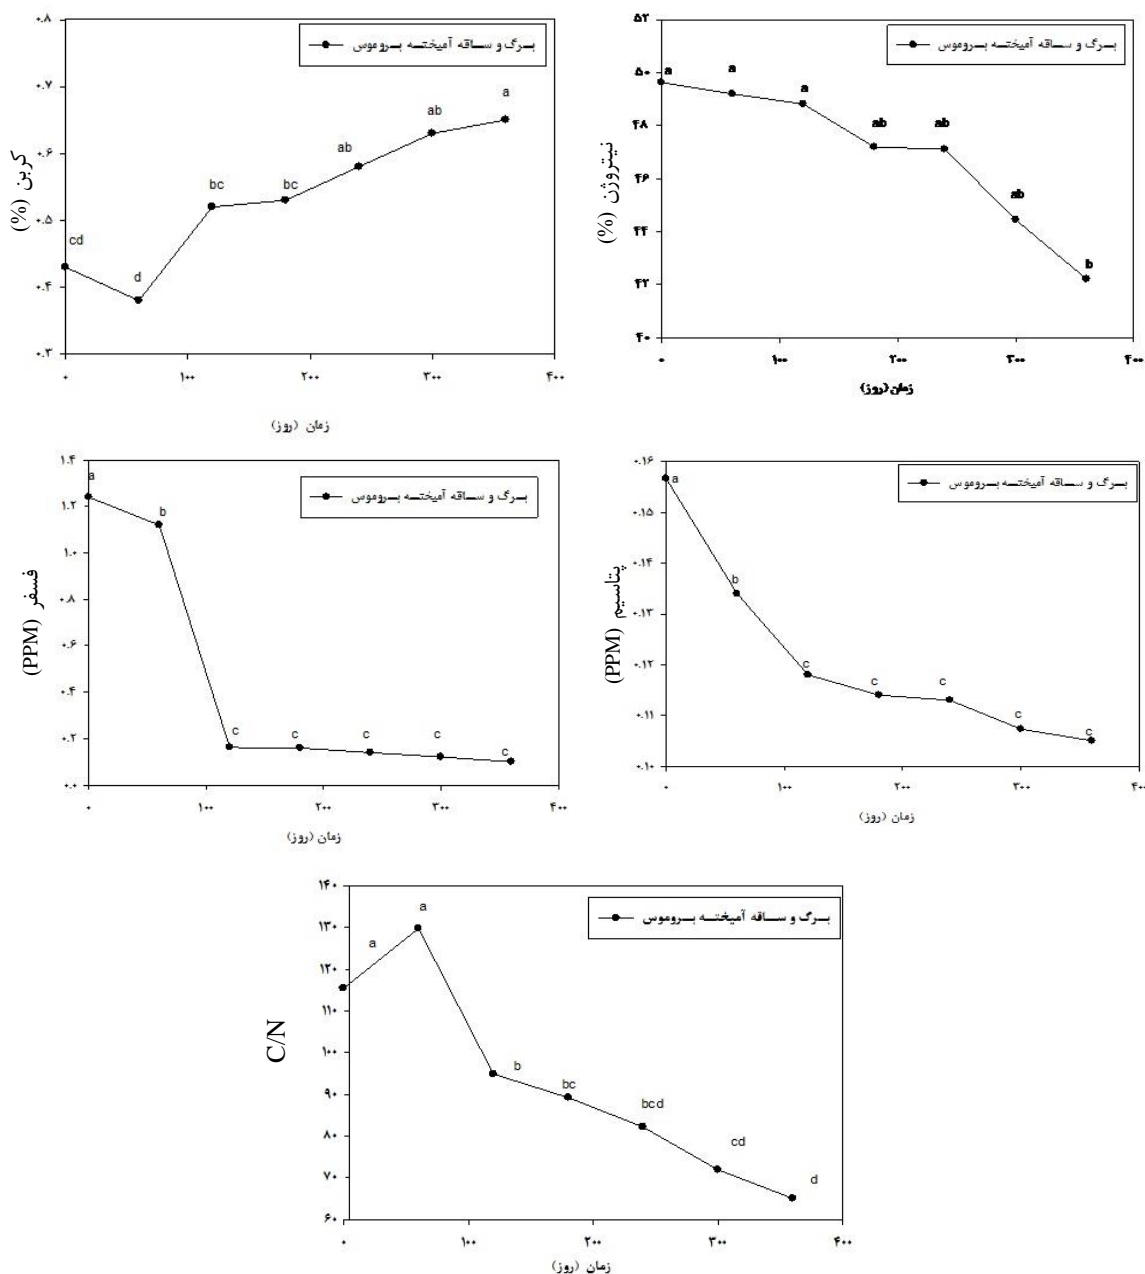 برگ و ساقه آمیخته بروموس
۰.۸
۰.۷
۰.۶
۰.۵
۰.۴
۰.۳
کربن (%)
cd
d
bc
bc
ab
ab
a
۰ ۱۰۰ ۲۰۰ ۳۰۰ ۴۰۰
زمان (روز)
برگ و ساقه آمیخته بروموس
۵۲
۵۰
۴۸
۴۶
۴۴
۴۲
۴۰
نیتروژن (%)
a
a
a
ab
ab
ab
b
۰ ۱۰۰ ۲۰۰ ۳۰۰ ۴۰۰
زمان (روز)
برگ و ساقه آمیخته بروموس
۱.۴
۱.۲
۱.۰
۰.۸
۰.۶
۰.۴
۰.۲
۰.۰
فسفر (PPM)
a
b
c
c
c
c
c
۰ ۱۰۰ ۲۰۰ ۳۰۰ ۴۰۰
زمان (روز)
برگ و ساقه آمیخته بروموس
۰.۱۶
۰.۱۵
۰.۱۴
۰.۱۳
۰.۱۲
۰.۱۱
۰.۱۰
پتاسیم (PPM)
a
b
c
c
c
c
c
۰ ۱۰۰ ۲۰۰ ۳۰۰ ۴۰۰
زمان (روز)
برگ و ساقه آمیخته بروموس
۱۴۰
۱۳۰
۱۲۰
۱۱۰
۱۰۰
۹۰
۸۰
۷۰
۶۰
C/N
a
a
b
bc
bcd
cd
d
۰ ۱۰۰ ۲۰۰ ۳۰۰ ۴۰۰
زمان (روز)